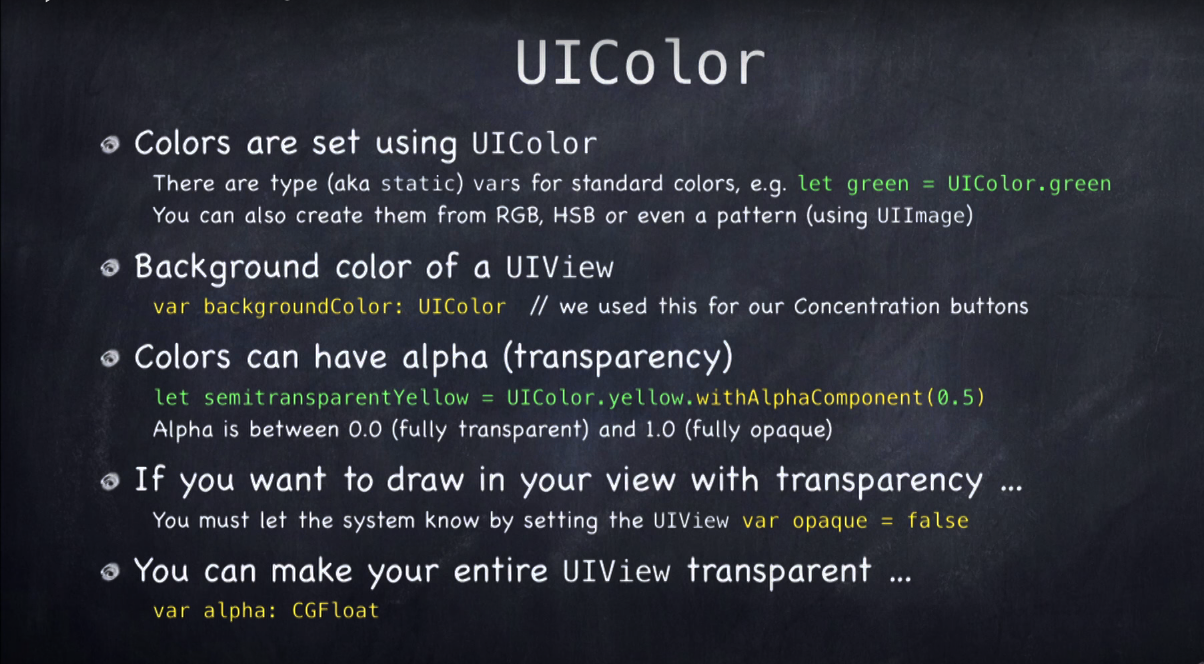 UIColor
Colors are set using UIColor
There are type (aka static) vars for standard colors, e.g. let green = UIColor.green
You can also create them from RGB, HSB or even a pattern (using UIImage)
Background color of a UIView
var backgroundColor: UIColor // we used this for our Concentration buttons
Colors can have alpha (transparency)
let semitransparentYellow = UIColor.yellow.withAlphaComponent(0.5)
Alpha is between 0.0 (fully transparent) and 1.0 (fully opaque)
If you want to draw in your view with transparency ...
You must let the system know by setting the UIView var opaque = false
You can make your entire UIView transparent ...
var alpha: CGFloat